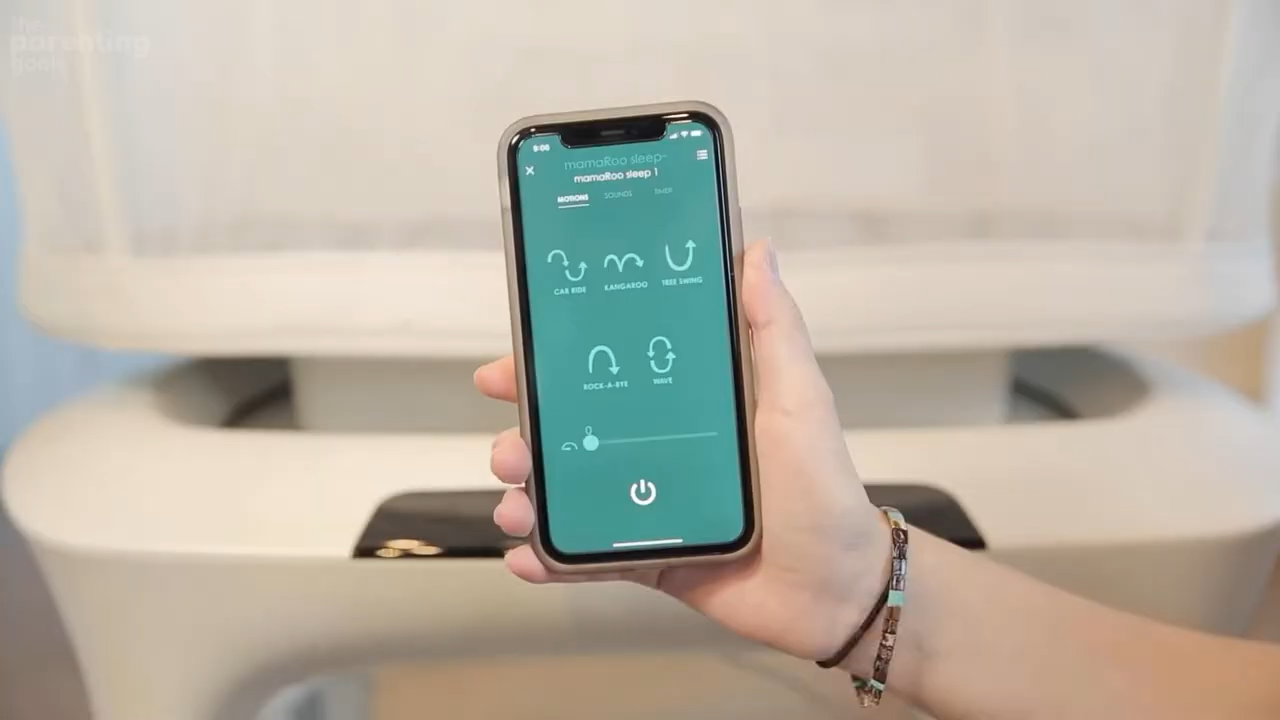 the
parenting
9:06
mamaRoo sleep
mamaRoo sleep 1
MOTIONS SOUNDS TIMER
CAR RIDE KANGAROO TREE SWING
ROCK-A-BYE WAVE
0